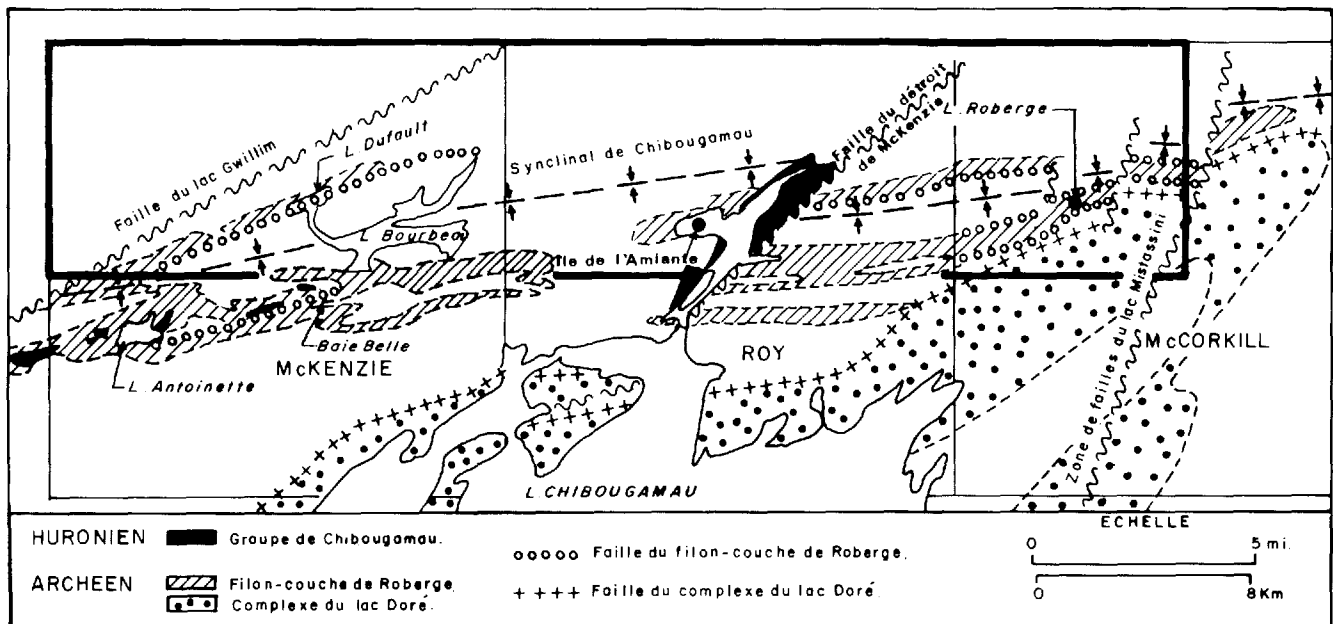 Faille du lac Gwillim
L. Dufault
Synclinal de Chibougamau
Faille du détroit
de McKenzie
L. Roberge
L. Bourbeau
Ile de l'Amiante
Baie Belle
L. Antoinette
McKENZIE
ROY
McCORKILL
Zone de failles du lac Mistassini
L. CHIBOUGAMAU
HURONIEN Groupe de Chibougamau.
ARCHEEN Filon-couche de Roberge.
Complexe du lac Doré.
ooooo Faille du filon-couche de Roberge.
++++ Faille du complexe du lac Doré.
ECHELLE
0 5 mi.
0 8 Km